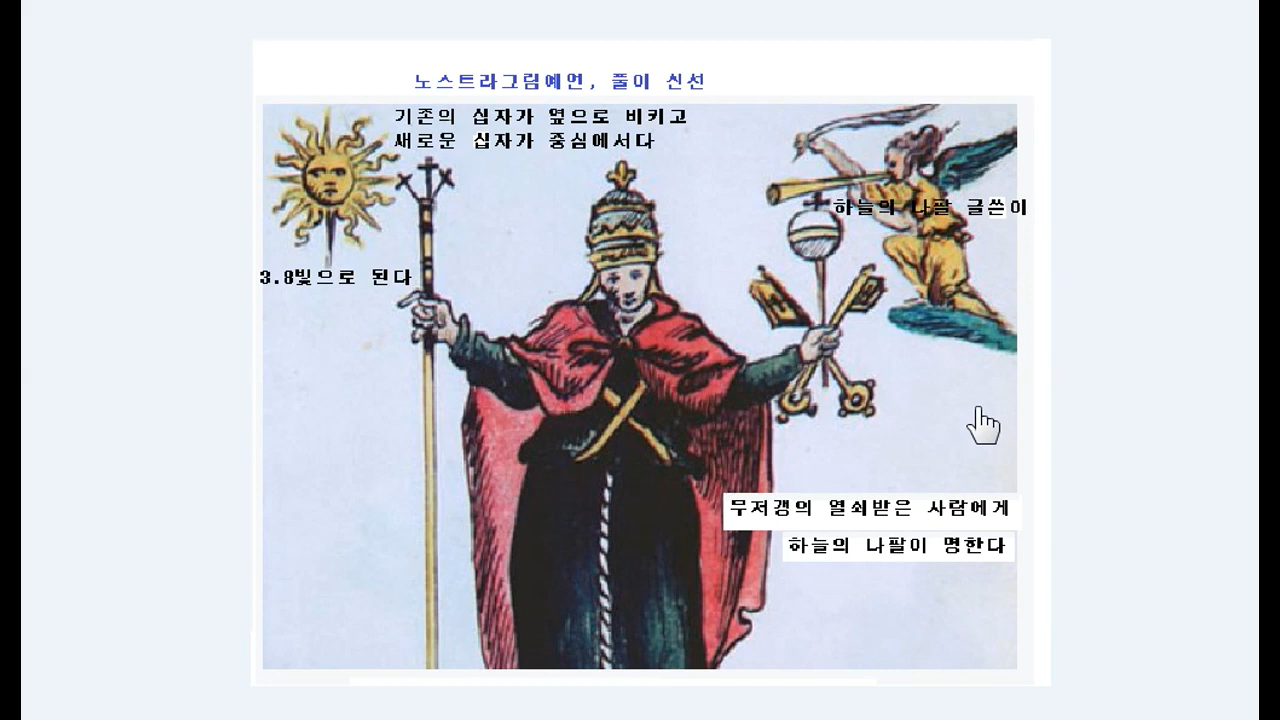 노스트라그림예언, 풀이 신선
기존의 십자가 옆으로 비키고
새로운 십자가 중심에서다
하늘의 나팔 글쓴이
3.8빛으로 된다
무저갱의 열쇠받은 사람에게
하늘의 나팔이 명한다